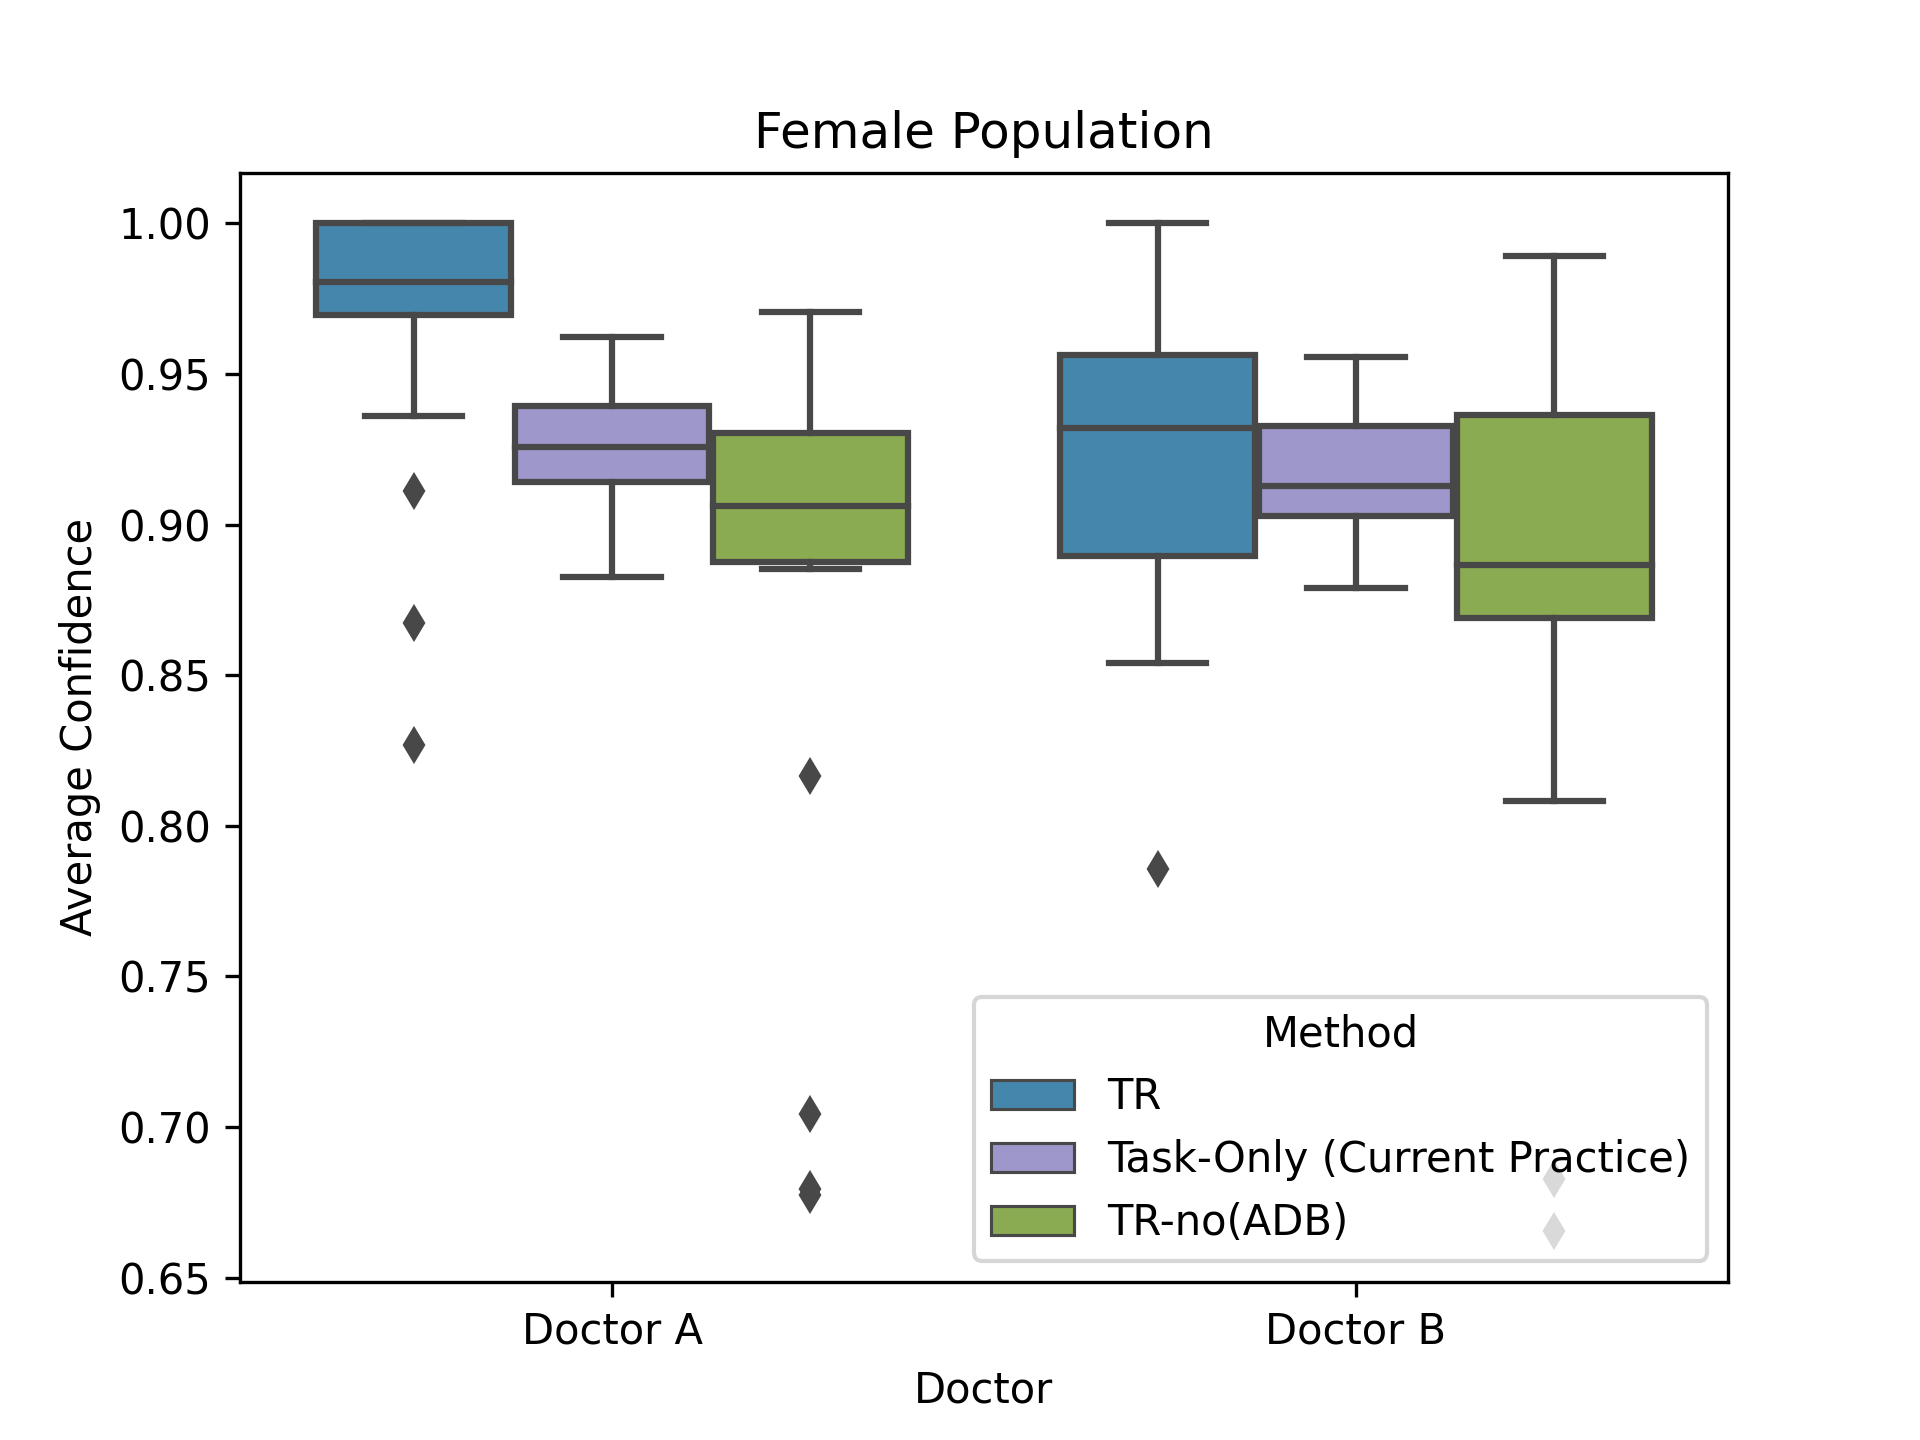 Female Population
1.00
0.95
0.90
0.85
0.80
0.75
0.70
0.65
Average Confidence
Method
TR
Task-Only (Current Practice)
TR-no(ADB)
Doctor A
Doctor B
Doctor